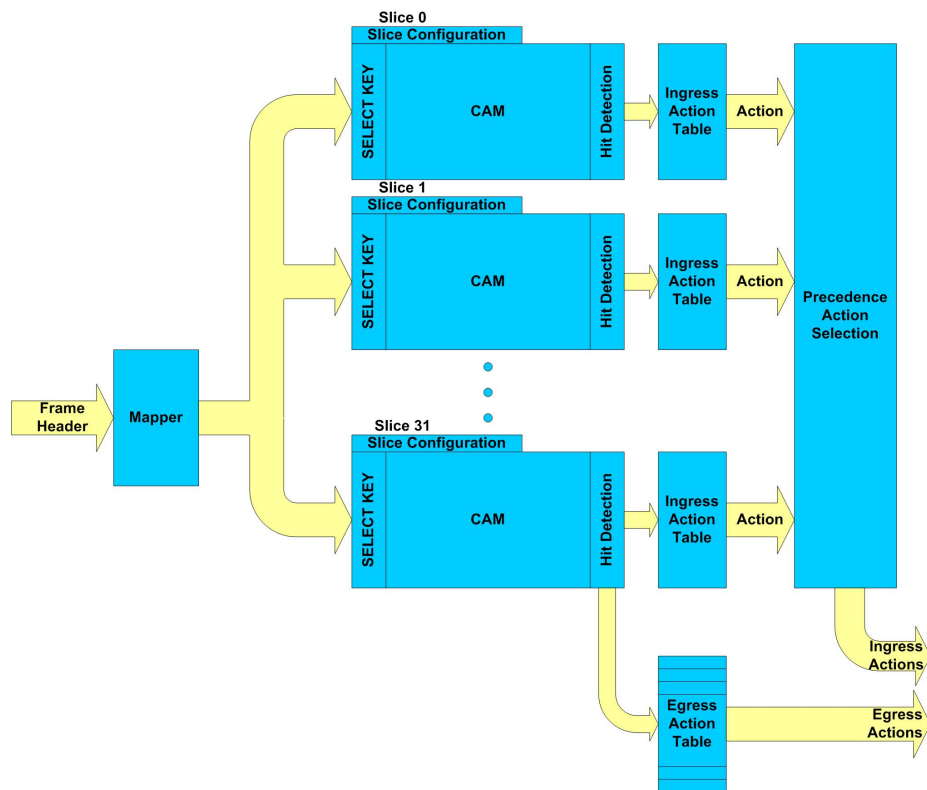 Slice 0
Slice Configuration
SELECT KEY
CAM
Hit Detection
Ingress
Action
Table
Action
Slice 1
Slice Configuration
SELECT KEY
CAM
Hit Detection
Ingress
Action
Table
Action
Precedence
Action
Selection
Frame
Header
Mapper
Slice 31
Slice Configuration
SELECT KEY
CAM
Hit Detection
Ingress
Action
Table
Action
Ingress
Actions
Egress
Action
Table
Egress
Actions